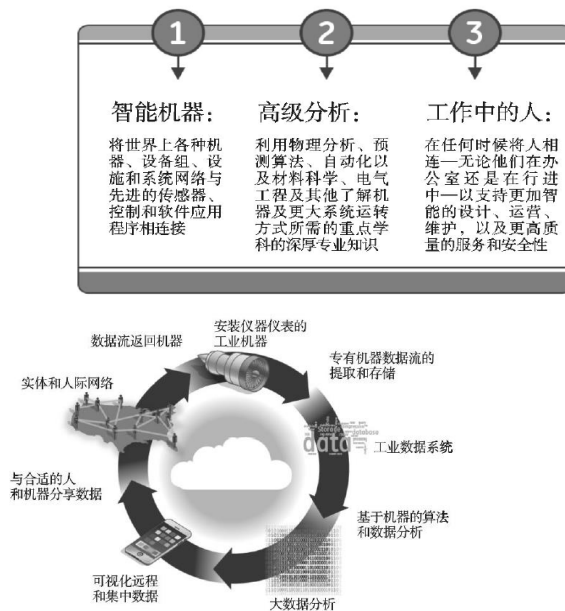 1
2
3
智能机器：
将世界上各种机
器、设备组、设
施和系统网络与
先进的传感器、
控制和软件应用
程序相连接
高级分析：
利用物理分析、预
测算法、自动化以
及材料科学、电气
工程及其他了解机
器及更大系统运转
方式所需的重点学
科的深厚专业知识
工作中的人：
在任何时候将人相
连—无论他们在办
公室还是在行进
中—以支持更加智
能的设计、运营、
维护，以及更高质
量的服务和安全性
安装仪器仪表的
工业机器
专有机器数据流的
提取和存储
Storage
database
data
工业数据系统
基于机器的算法
和数据分析
大数据分析
可视化远程
和集中数据
与合适的人
和机器分享数据
实体和人际网络
数据流返回机器